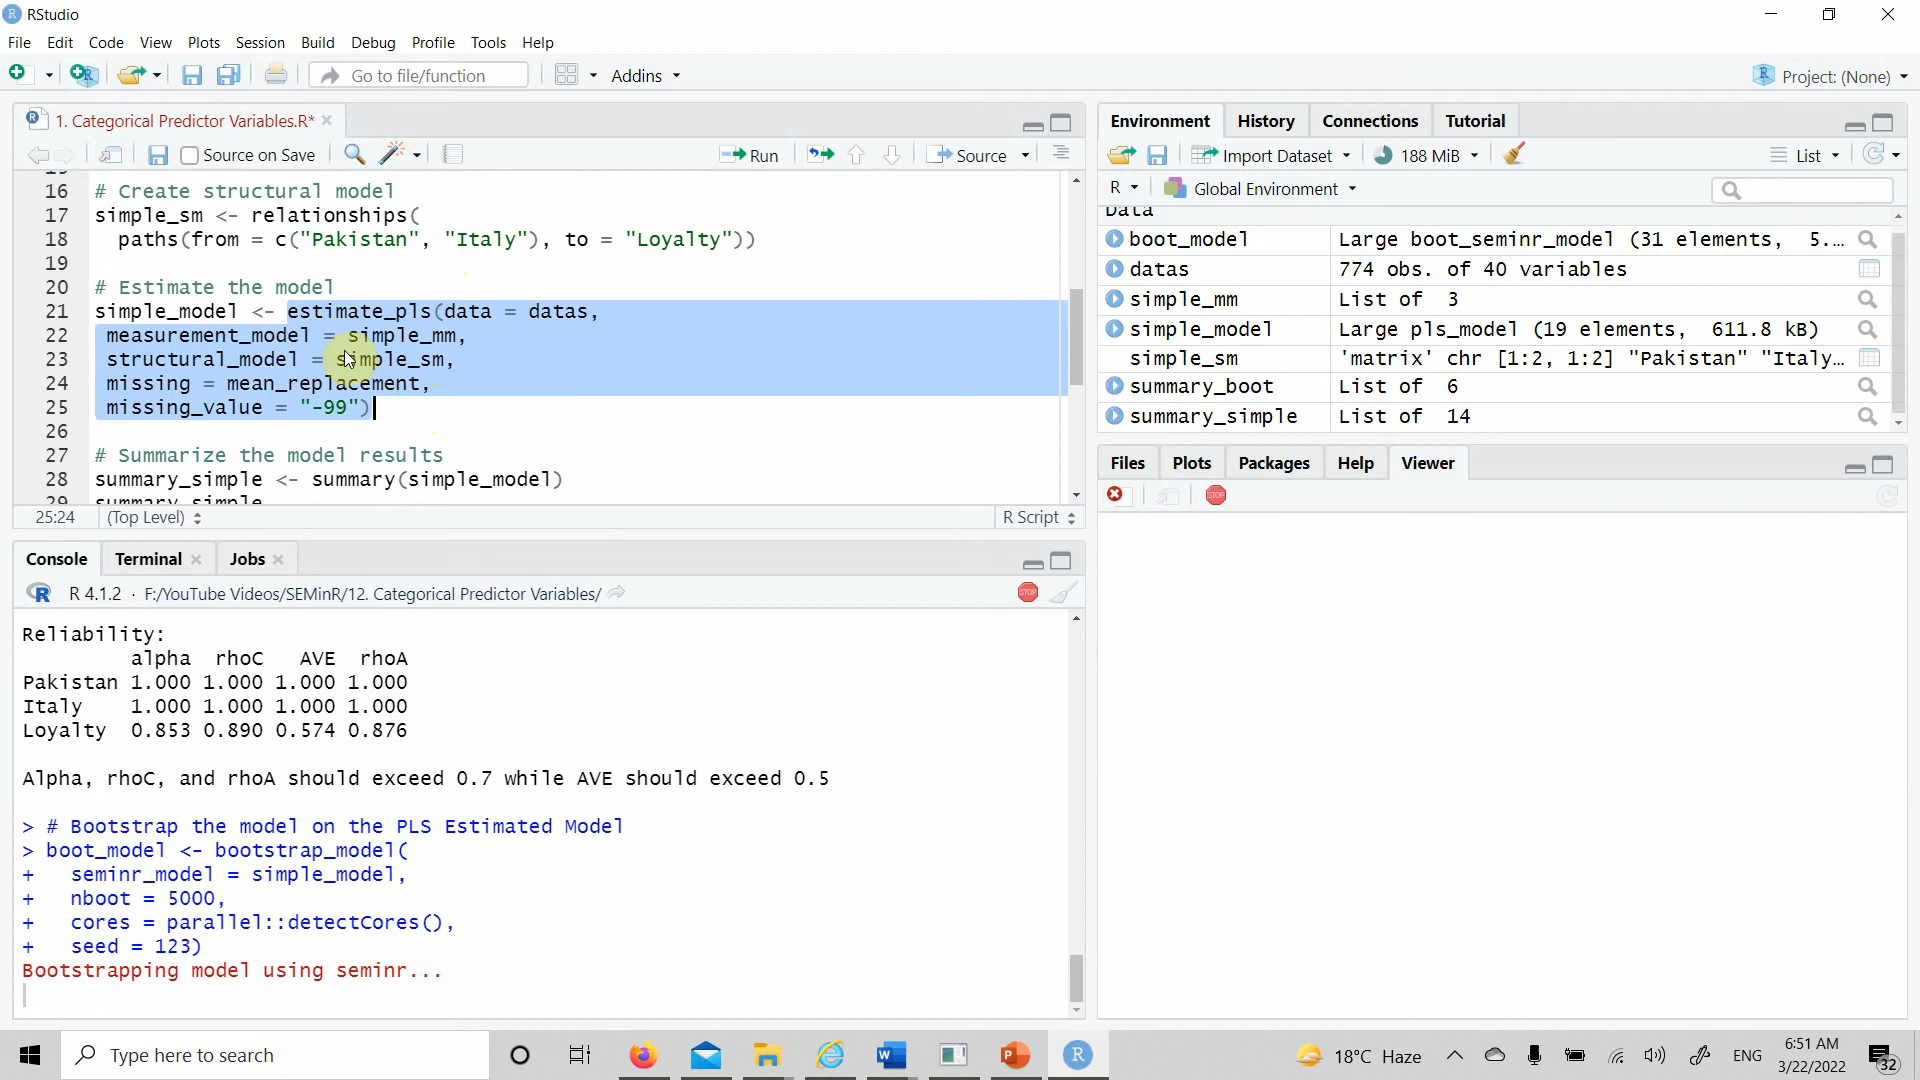 RStudio
File Edit Code View Plots Session Build Debug Profile Tools Help
Go to file/function
Addins
Project: (None)
1. Categorical Predictor Variables.R*
Source on Save
Run
Source
16 # Create structural model
17 simple_sm <- relationships(
18   paths(from = c("Pakistan", "Italy"), to = "Loyalty"))
19
20 # Estimate the model
21 simple_model <- estimate_pls(data = datas,
22  measurement_model = simple_mm,
23  structural_model = simple_sm,
24  missing = mean_replacement,
25  missing_value = "-99")
26
27 # Summarize the model results
28 summary_simple <- summary(simple_model)
29 summary_simple
25:24 (Top Level) R Script
Environment History Connections Tutorial
Import Dataset 188 MiB List
R Global Environment
Data
boot_model Large boot_seminr_model (31 elements, 5.…
datas 774 obs. of 40 variables
simple_mm List of 3
simple_model Large pls_model (19 elements, 611.8 kB)
simple_sm 'matrix' chr [1:2, 1:2] "Pakistan" "Italy…
summary_boot List of 6
summary_simple List of 14
Files Plots Packages Help Viewer
STOP
Console Terminal Jobs
R 4.1.2 · F:/YouTube Videos/SEMinR/12. Categorical Predictor Variables/
STOP
Reliability:
         alpha  rhoC   AVE  rhoA
Pakistan 1.000 1.000 1.000 1.000
Italy    1.000 1.000 1.000 1.000
Loyalty  0.853 0.890 0.574 0.876
Alpha, rhoC, and rhoA should exceed 0.7 while AVE should exceed 0.5
> # Bootstrap the model on the PLS Estimated Model
> boot_model <- bootstrap_model(
+   seminr_model = simple_model,
+   nboot = 5000,
+   cores = parallel::detectCores(),
+   seed = 123)
Bootstrapping model using seminr...
Type here to search
18°C Haze
ENG
6:51 AM
3/22/2022
32